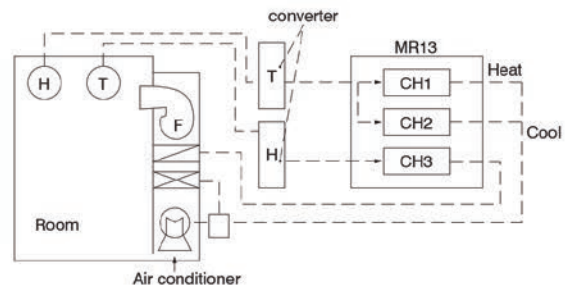 converter
MR13
H
T
T
CH1
Heat
F
CH2
Cool
H
CH3
Room
M
Air conditioner